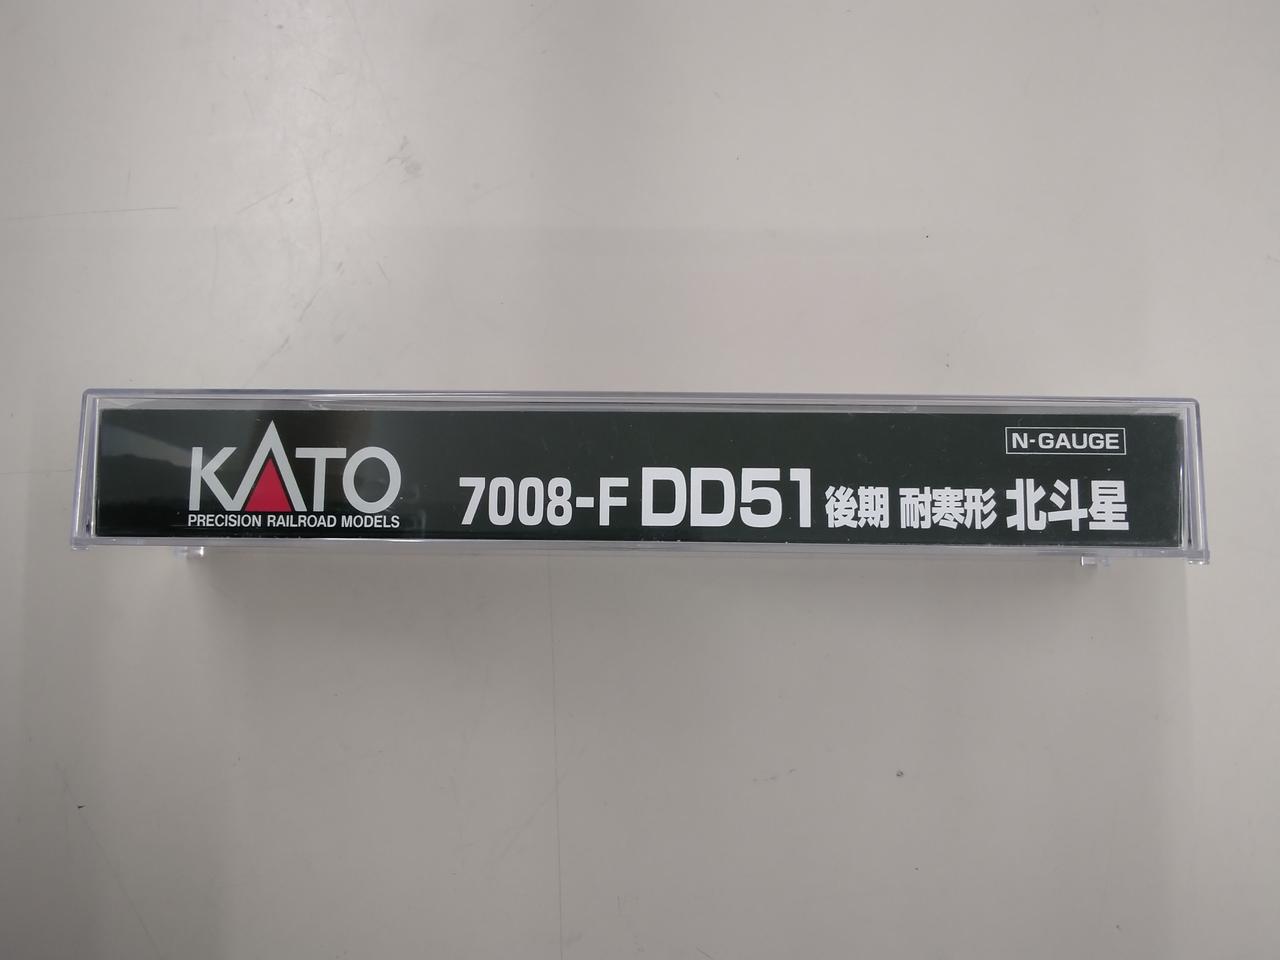 N-GAUGE
KATO
PRECISION RAILROAD MODELS
7008-F DD51 後期 耐寒形 北斗星